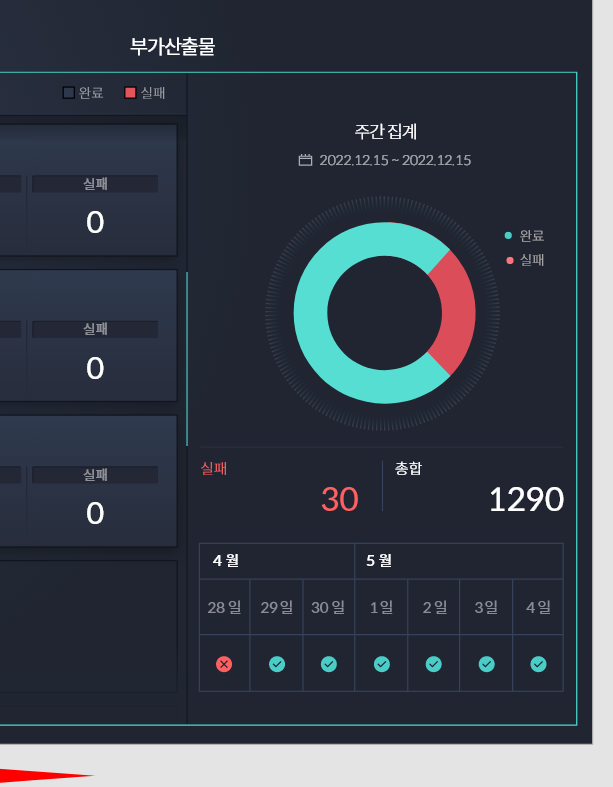 부가산출물
완료 실패
실패
0
실패
0
실패
0
주간 집계
2022.12.15 ~ 2022.12.15
완료
실패
실패 총합
30 1290
4 월 5 월
28 일 29 일 30 일 1 일 2 일 3 일 4 일